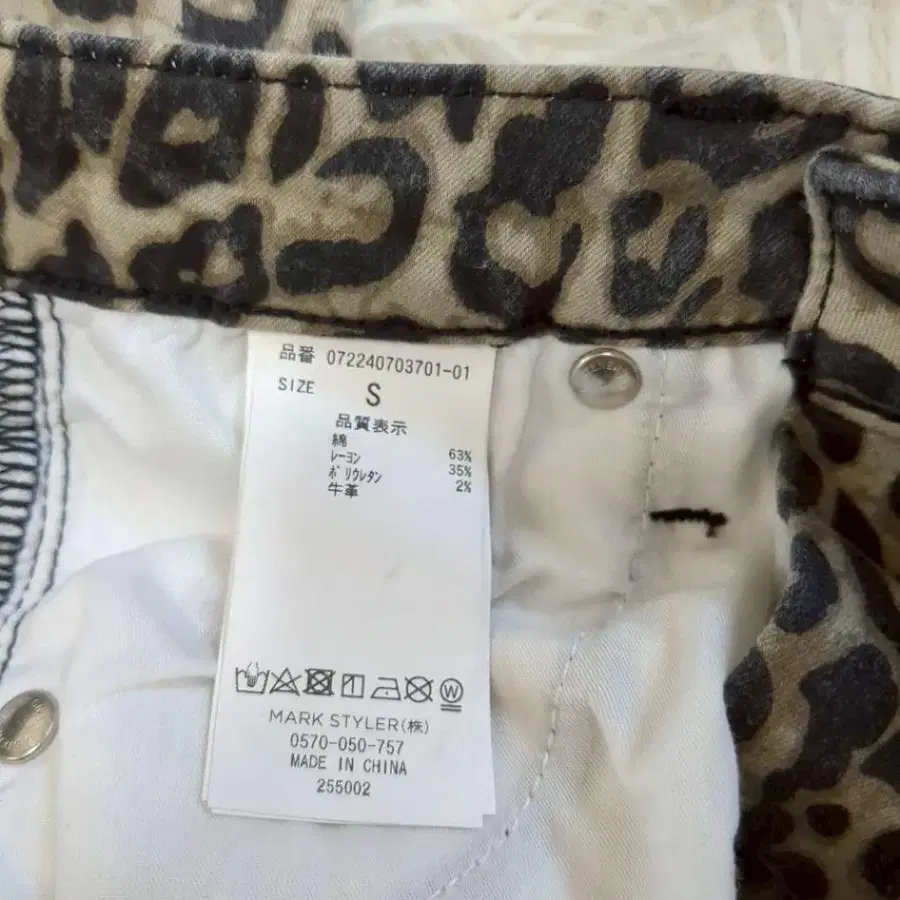 品番 072240703701-01
SIZE S
品質表示
綿 63%
レーヨン 35%
ポリウレタン 2%
牛革
W
MARK STYLER(株)
0570-050-757
MADE IN CHINA
255002